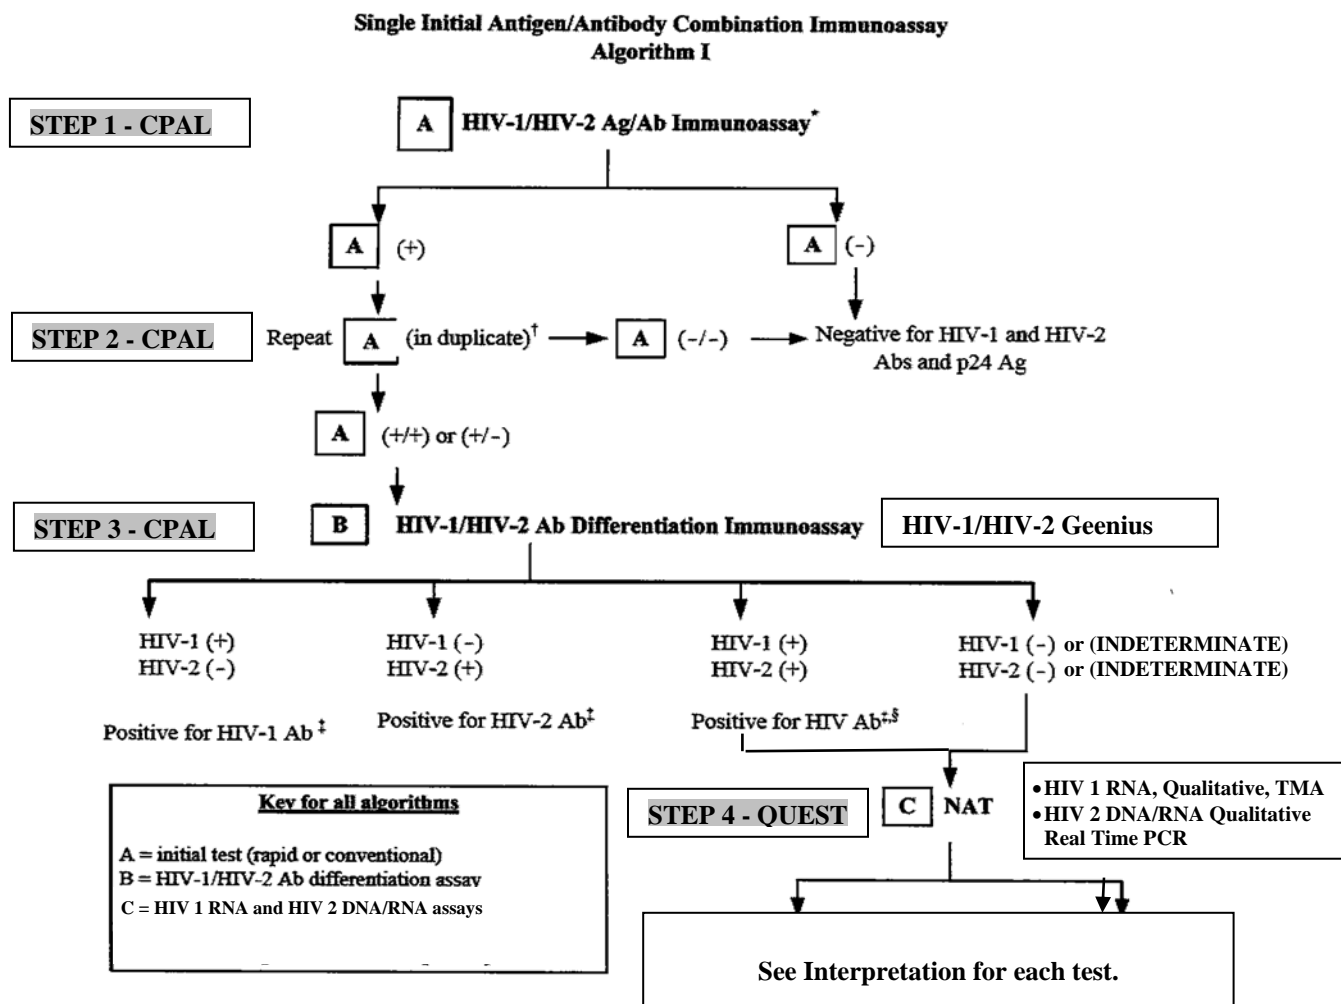 Single Initial Antigen/Antibody Combination Immunoassay
Algorithm I
STEP 1 - CPAL
A HIV-1/HIV-2 Ag/Ab Immunoassay*
A (+)
A (-)
STEP 2 - CPAL
Repeat A (in duplicate)† A (-/-) Negative for HIV-1 and HIV-2
Abs and p24 Ag
A (+/+) or (+/-)
STEP 3 - CPAL
B HIV-1/HIV-2 Ab Differentiation Immunoassay
HIV-1/HIV-2 Geenius
HIV-1 (+)
HIV-2 (-)
Positive for HIV-1 Ab ‡
HIV-1 (-)
HIV-2 (+)
Positive for HIV-2 Ab‡
HIV-1 (+)
HIV-2 (+)
Positive for HIV Ab‡,§
HIV-1 (-) or (INDETERMINATE)
HIV-2 (-) or (INDETERMINATE)
STEP 4 - QUEST
C NAT
• HIV 1 RNA, Qualitative, TMA
• HIV 2 DNA/RNA Qualitative
Real Time PCR
Key for all algorithms
A = initial test (rapid or conventional)
B = HIV-1/HIV-2 Ab differentiation assay
C = HIV 1 RNA and HIV 2 DNA/RNA assays
See Interpretation for each test.